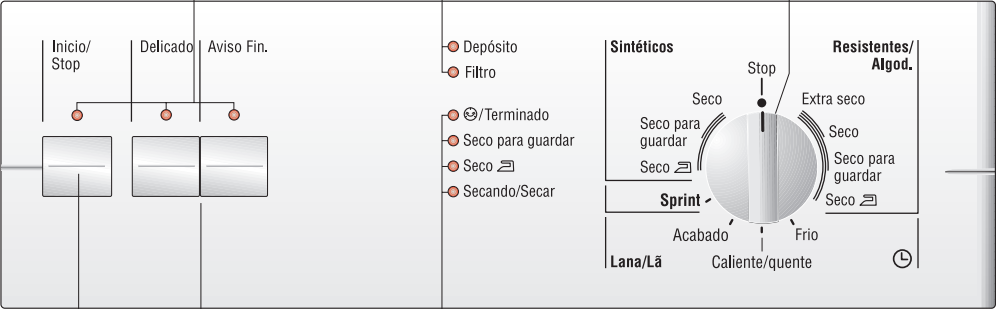 Inicio/
Stop
Delicado
Aviso Fin.
Depósito
Filtro
/Terminado
Seco para guardar
Seco
Secando/Secar
Sintéticos
Resistentes/
Algod.
Stop
Seco
Seco para
guardar
Seco
Sprint
Acabado
Lana/Lã
Caliente/quente
Frio
Extra seco
Seco
Seco para
guardar
Seco